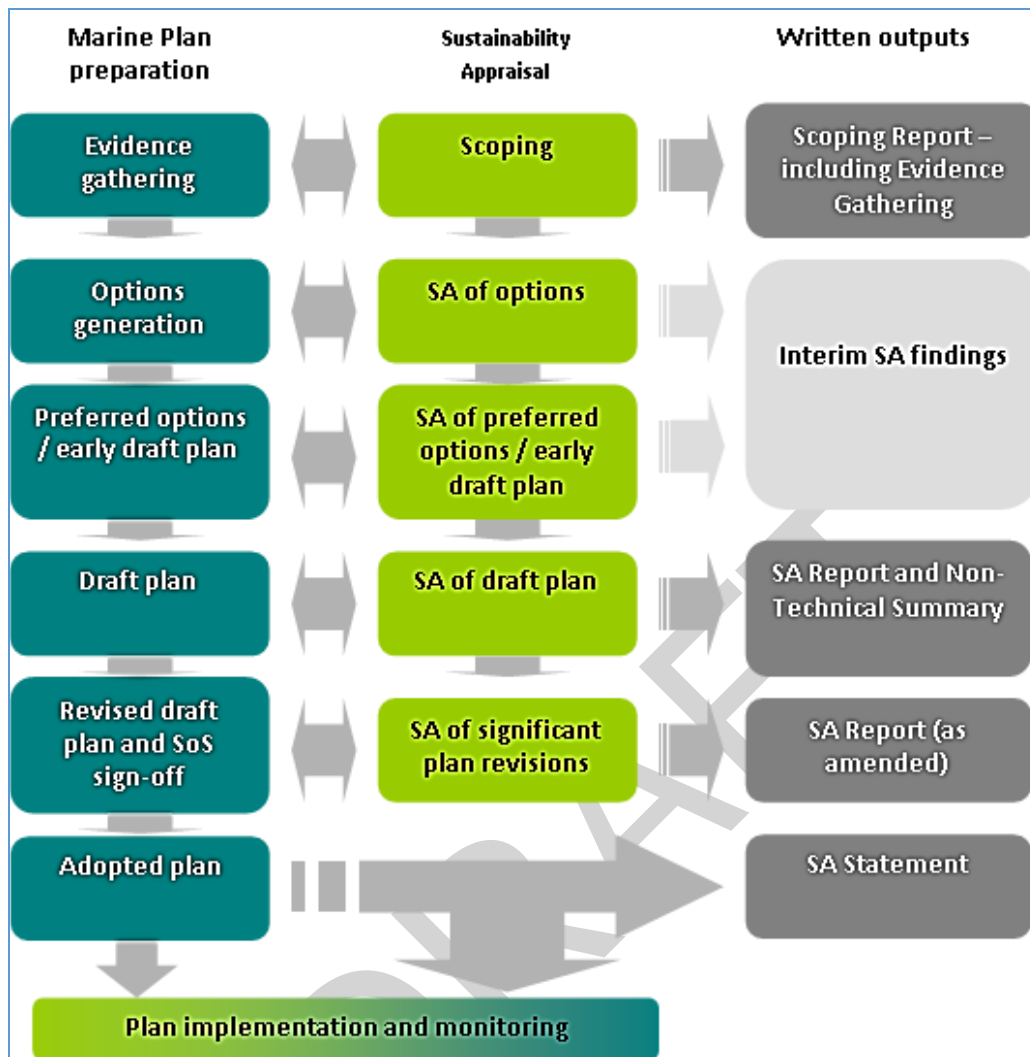 Marine Plan
preparation
Sustainability
Appraisal
Written outputs
Evidence
gathering
Scoping
Scoping Report –
including Evidence
Gathering
Options
generation
SA of options
Interim SA findings
Preferred options
/ early draft plan
SA of preferred
options / early
draft plan
Draft plan
SA of draft plan
SA Report and Non-
Technical Summary
Revised draft
plan and SoS
sign-off
SA of significant
plan revisions
SA Report (as
amended)
Adopted plan
SA Statement
Plan implementation and monitoring
DRAFT